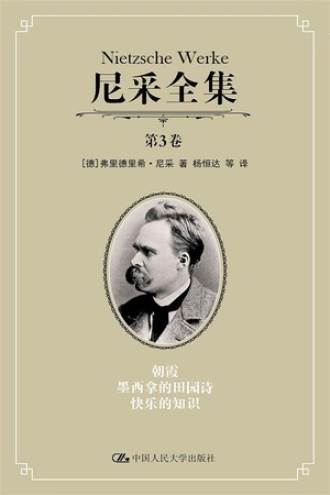 Nietzsche Werke
尼采全集
第3卷
[德]弗里德里希·尼采 著 杨恒达 等 译
朝霞
墨西拿的田园诗
快乐的知识
中国人民大学出版社